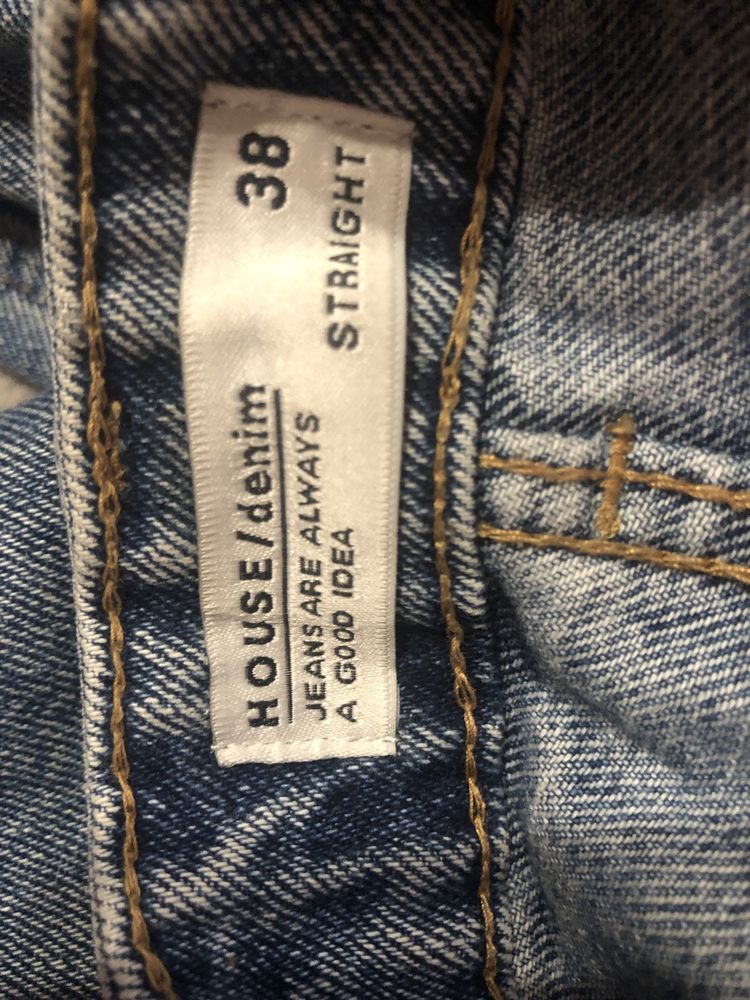 HOUSE/denim 38
JEANS ARE ALWAYS
A GOOD IDEA STRAIGHT